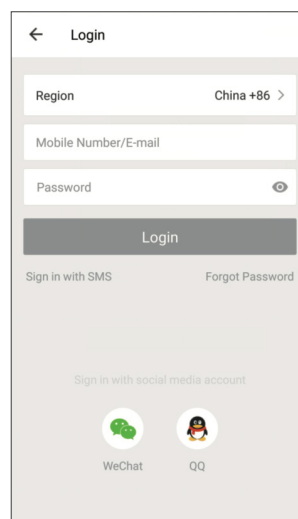 Login
Region China +86 >
Mobile Number/E-mail
Password
Login
Sign in with SMS Forgot Password
Sign in with social media account
WeChat QQ